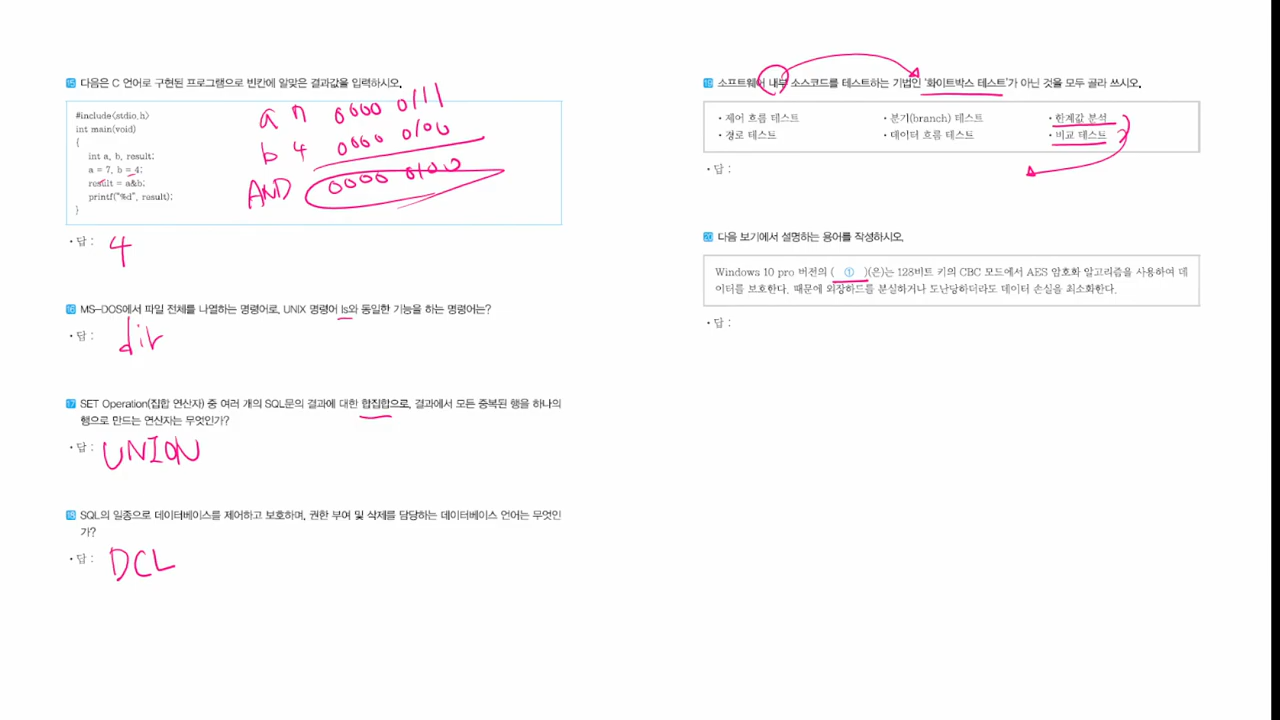 15 다음은 C 언어로 구현된 프로그램으로 빈칸에 알맞은 결과값을 입력하시오.
#include<stdio.h>
int main(void)
{
int a, b, result;
a = 7, b = 4;
result = a&b;
printf("%d", result);
}
a 7 0000 0111
b 4 0000 0100
AND 0000 0100
• 답 : 4
16 MS-DOS에서 파일 전체를 나열하는 명령어로, UNIX 명령어 ls와 동일한 기능을 하는 명령어는?
• 답 : dir
17 SET Operation(집합 연산자) 중 여러 개의 SQL문의 결과에 대한 합집합으로, 결과에서 모든 중복된 행을 하나의
행으로 만드는 연산자는 무엇인가?
• 답 : UNION
18 SQL의 일종으로 데이터베이스를 제어하고 보호하며, 권한 부여 및 삭제를 담당하는 데이터베이스 언어는 무엇인
가?
• 답 : DCL
19 소프트웨어 내부 소스코드를 테스트하는 기법인 '화이트박스 테스트'가 아닌 것을 모두 골라 쓰시오.
• 제어 흐름 테스트 • 분기(branch) 테스트 • 한계값 분석
• 경로 테스트 • 데이터 흐름 테스트 • 비교 테스트
• 답 :
20 다음 보기에서 설명하는 용어를 작성하시오.
Windows 10 pro 버전의 ( ① )(은)는 128비트 키의 CBC 모드에서 AES 암호화 알고리즘을 사용하여 데
이터를 보호한다. 때문에 외장하드를 분실하거나 도난당하더라도 데이터 손실을 최소화한다.
• 답 :